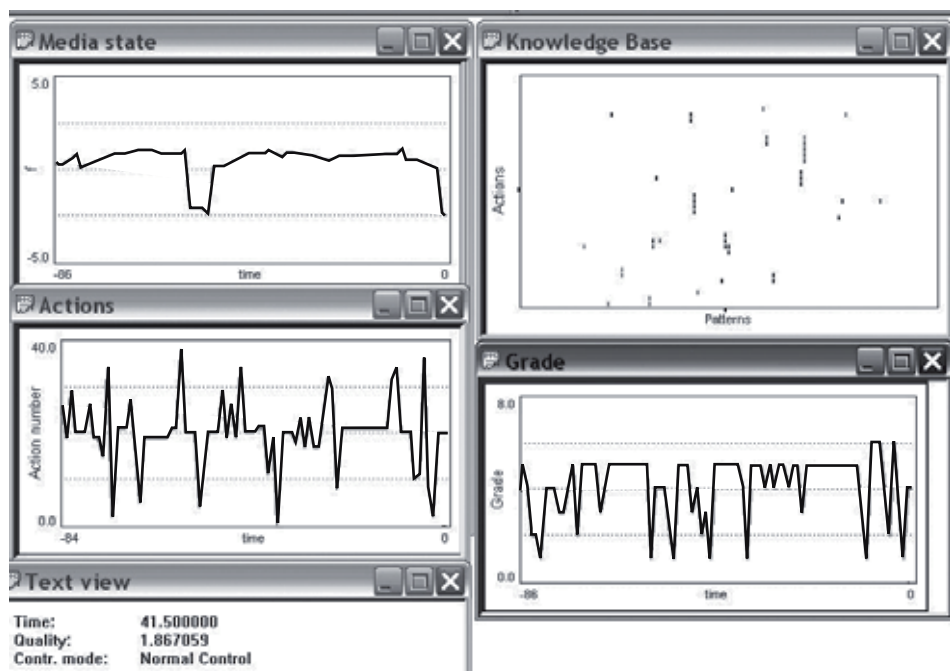 Media state
5.0
f
-5.0
-86
time
0
Knowledge Base
Actions
Patterns
Actions
40.0
Action number
0.0
-84
time
0
Grade
8.0
Grade
0.0
-86
time
0
Text view
Time: 41.500000
Quality: 1.867059
Contr. mode: Normal Control